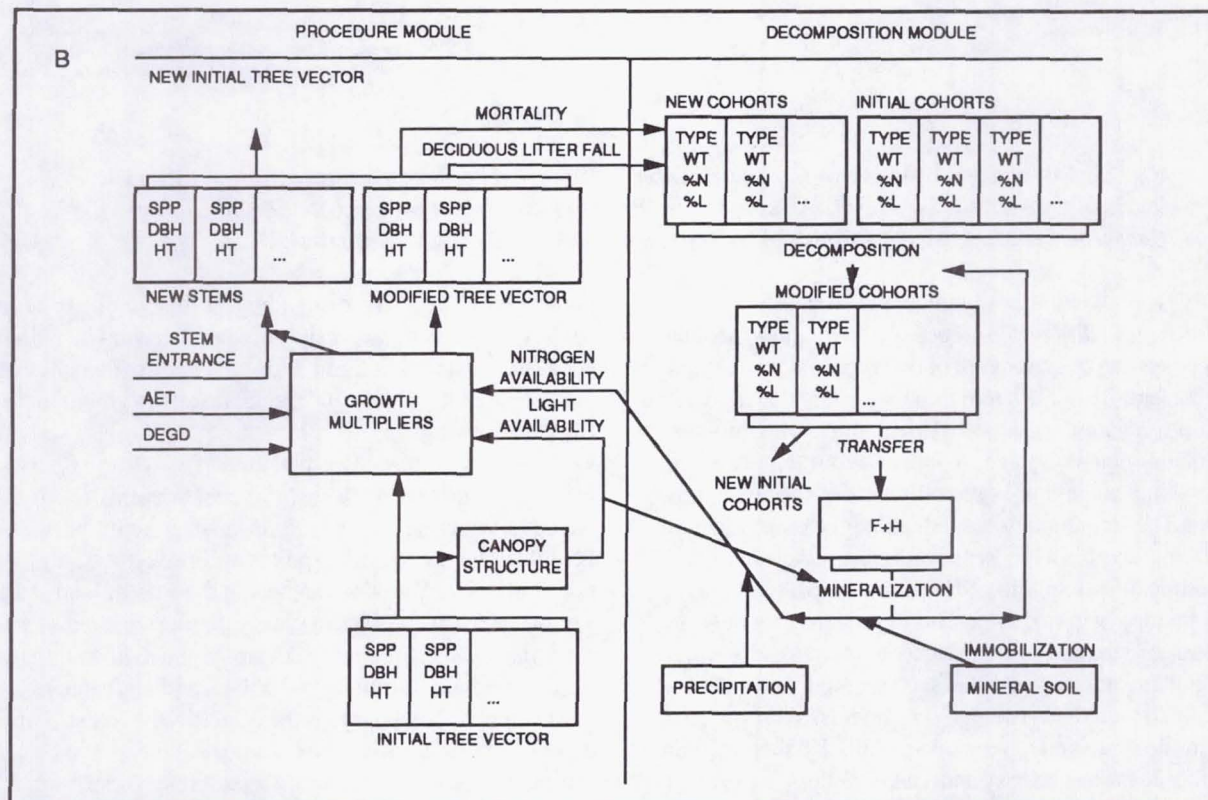 B
PROCEDURE MODULE
NEW INITIAL TREE VECTOR
MORTALITY
DECIDUOUS LITTER FALL
SPP SPP
DBH DBH
HT HT ...
NEW STEMS
SPP SPP
DBH DBH
HT HT ...
MODIFIED TREE VECTOR
STEM
ENTRANCE
AET
DEGD
GROWTH
MULTIPLIERS
NITROGEN
AVAILABILITY
LIGHT
AVAILABILITY
CANOPY
STRUCTURE
SPP SPP
DBH DBH
HT HT ...
INITIAL TREE VECTOR
DECOMPOSITION MODULE
NEW COHORTS
TYPE TYPE
WT WT
%N %N
%L %L ...
INITIAL COHORTS
TYPE TYPE TYPE
WT WT WT
%N %N %N
%L %L %L ...
DECOMPOSITION
MODIFIED COHORTS
TYPE TYPE
WT WT
%N %N
%L %L ...
TRANSFER
NEW INITIAL
COHORTS
F+H
MINERALIZATION
IMMOBILIZATION
PRECIPITATION
MINERAL SOIL